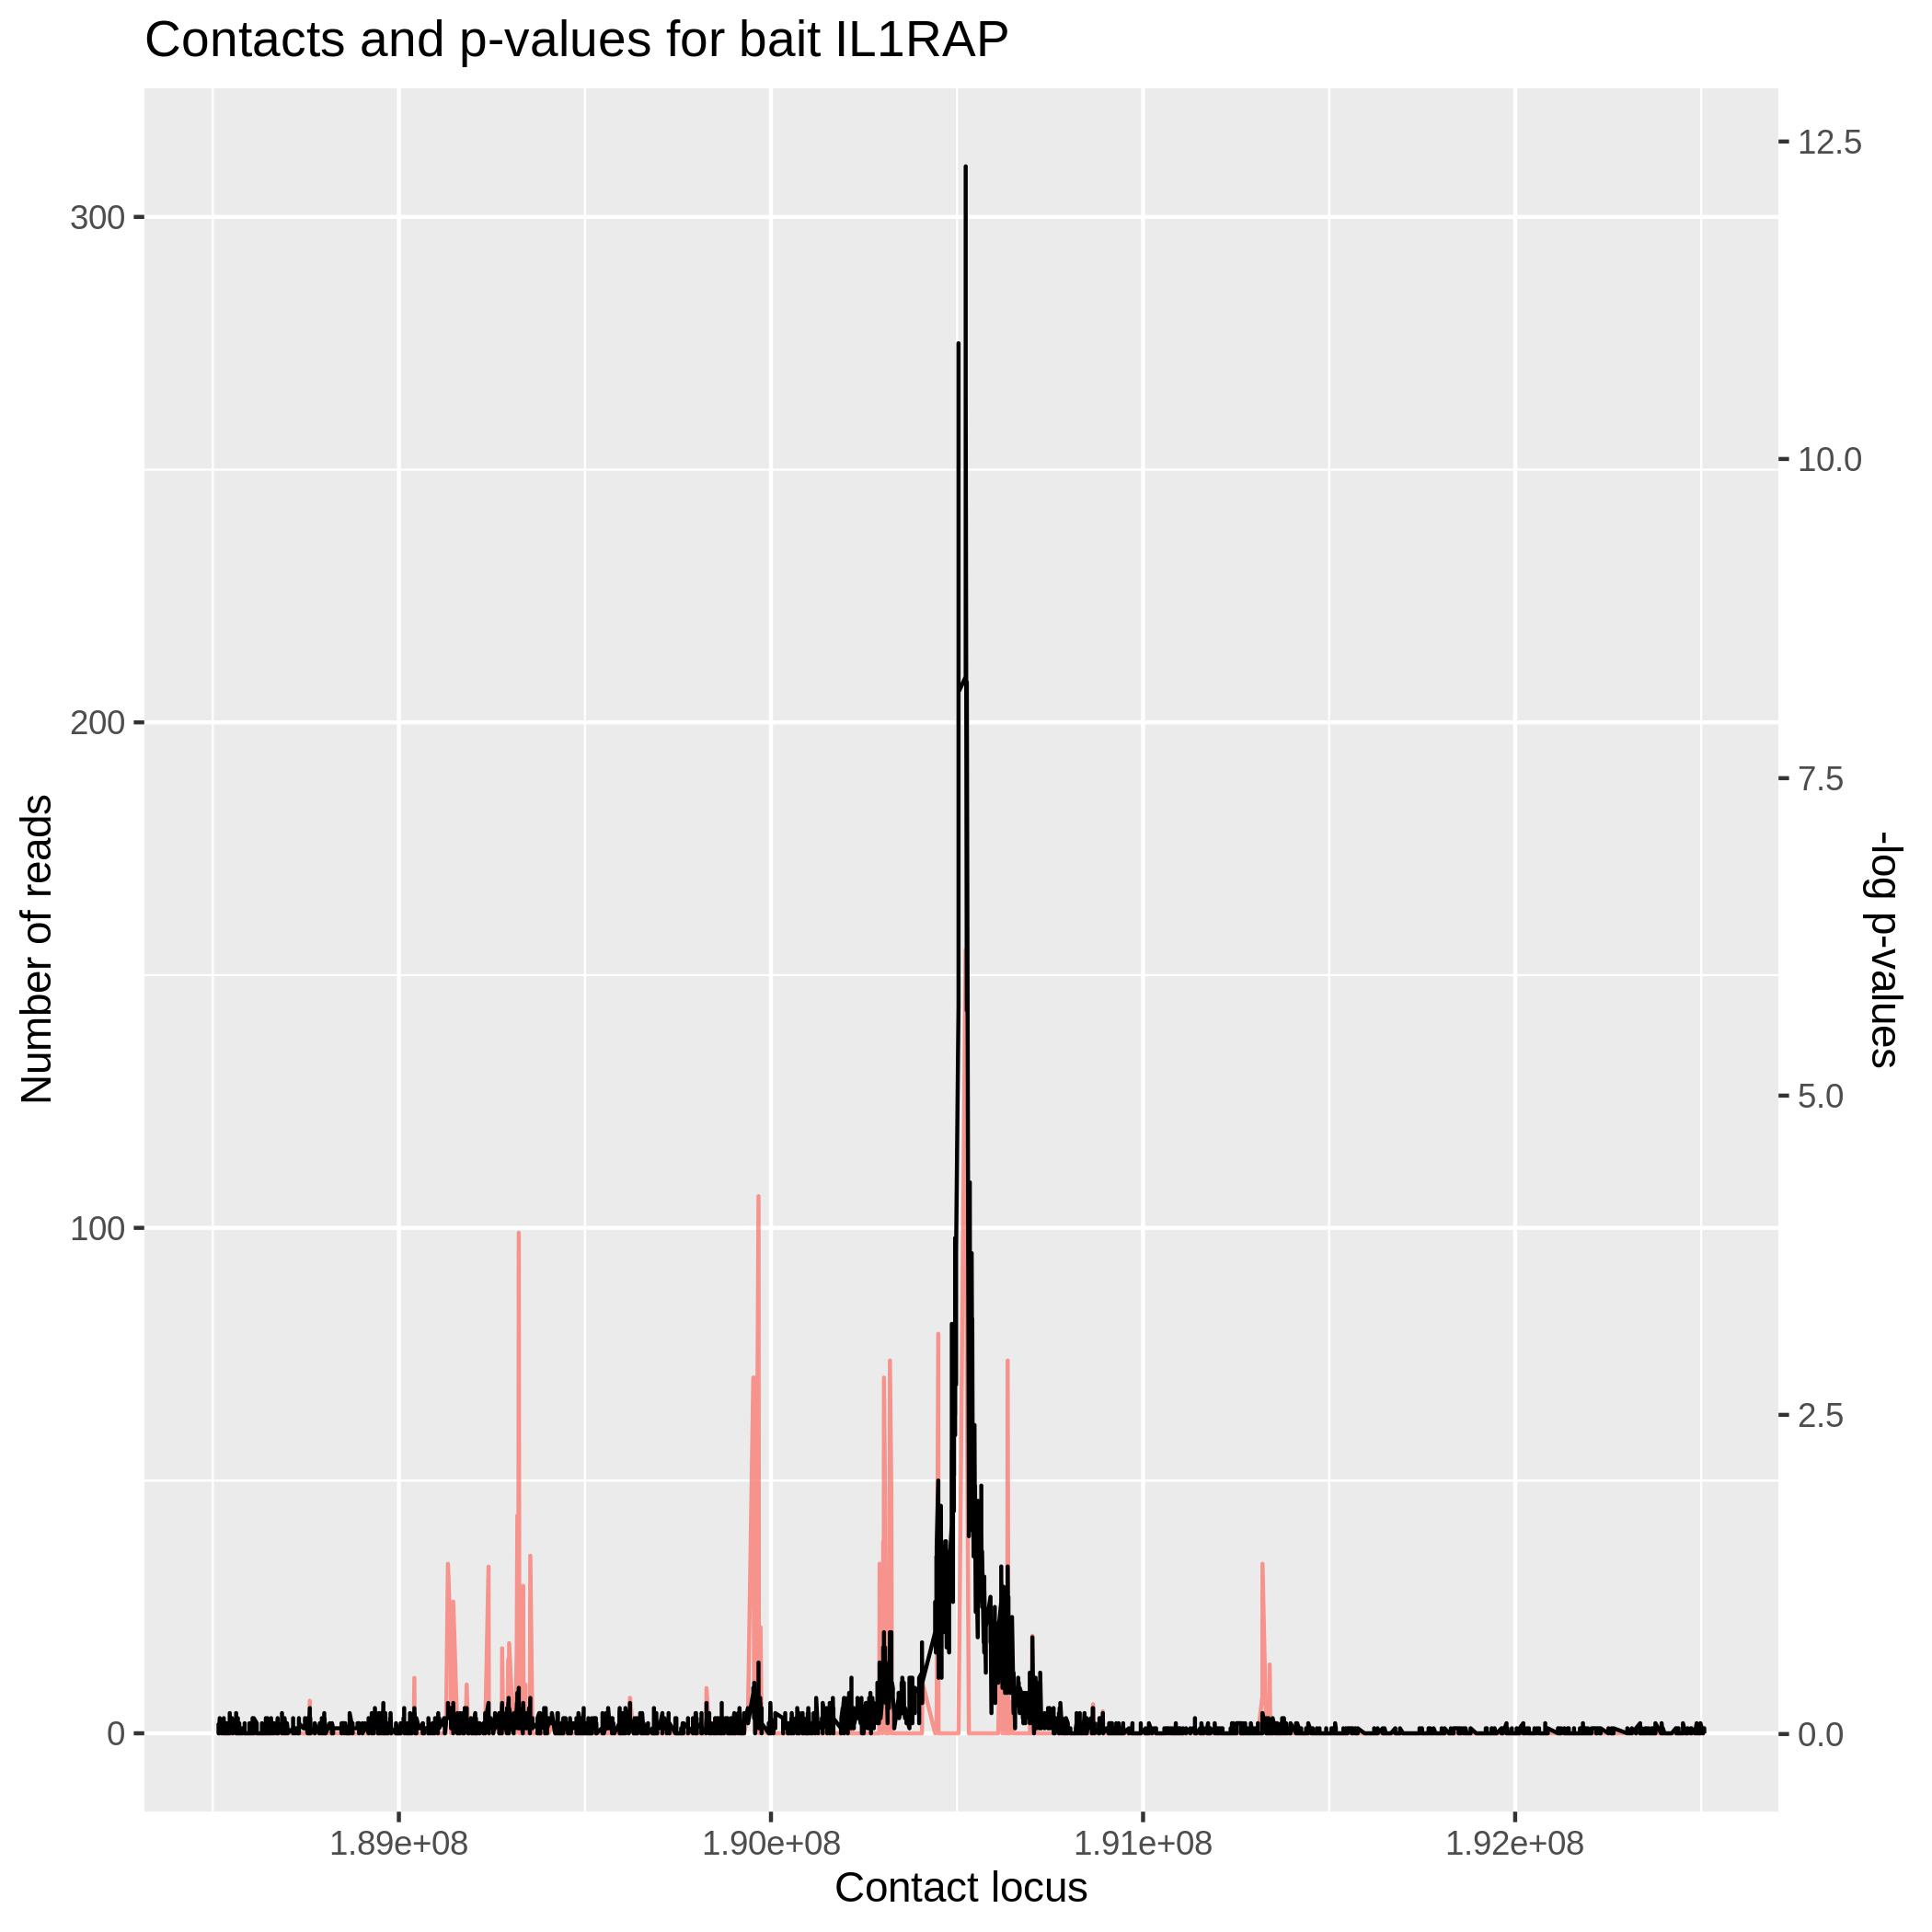 Contacts and p-values for bait IL1RAP
Number of reads
300
200
100
0
12.5
10.0
7.5
5.0
2.5
0.0
-log p-values
1.89e+08 1.90e+08 1.91e+08 1.92e+08
Contact locus